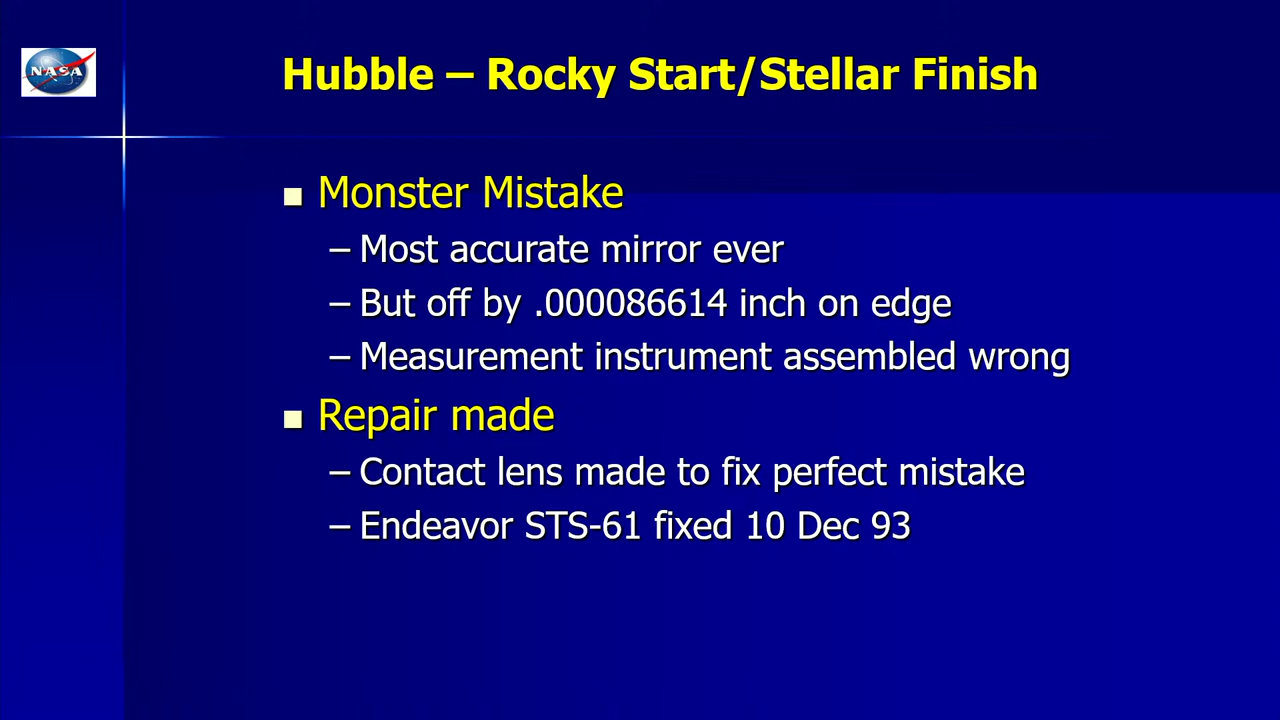 NASA
Hubble – Rocky Start/Stellar Finish
Monster Mistake
– Most accurate mirror ever
– But off by .000086614 inch on edge
– Measurement instrument assembled wrong
Repair made
– Contact lens made to fix perfect mistake
– Endeavor STS-61 fixed 10 Dec 93